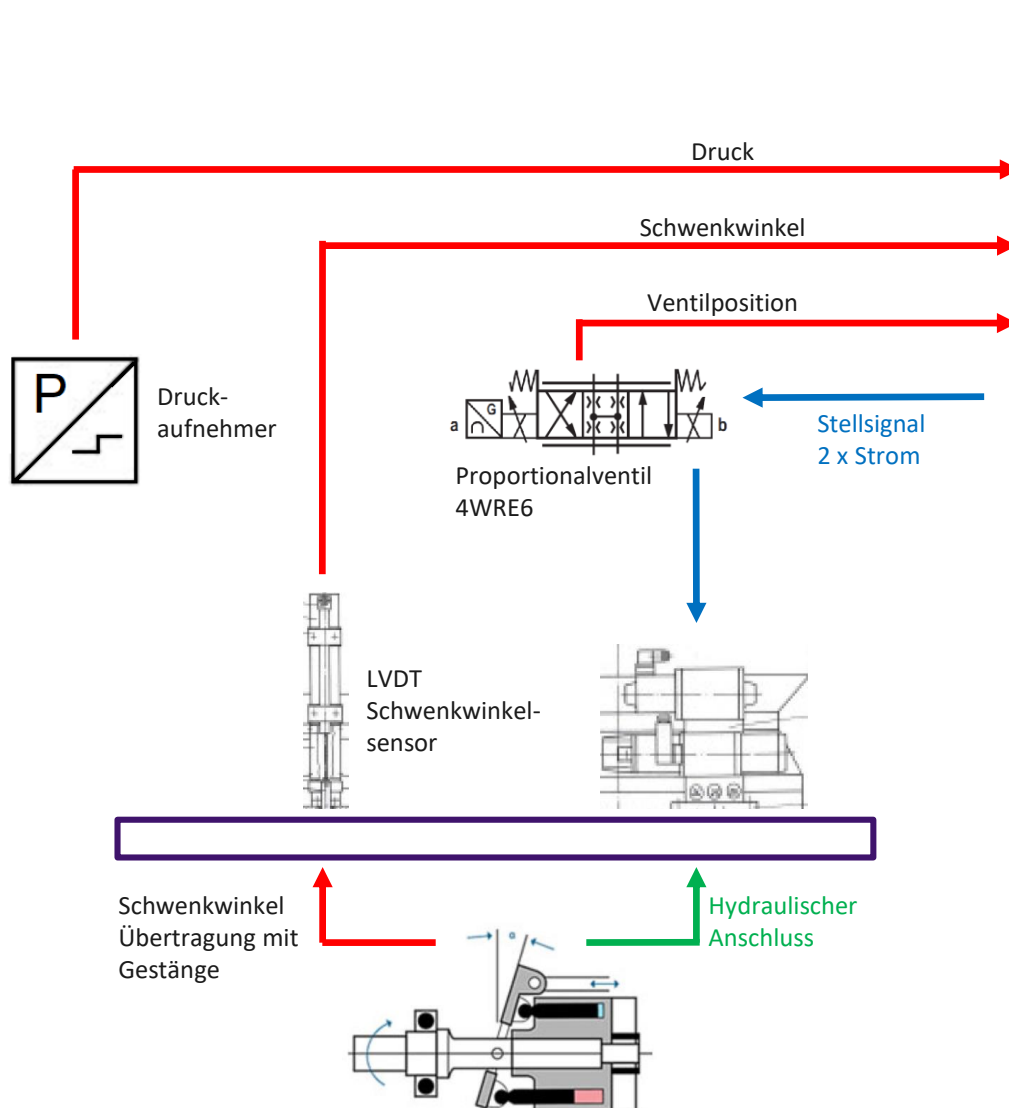 Druck
Schwenkwinkel
Ventilposition
P
Druck-
aufnehmer
G
a
b
Stellsignal
2 x Strom
Proportionalventil
4WRE6
LVDT
Schwenkwinkel-
sensor
Schwenkwinkel
Übertragung mit
Gestänge
Hydraulischer
Anschluss
α